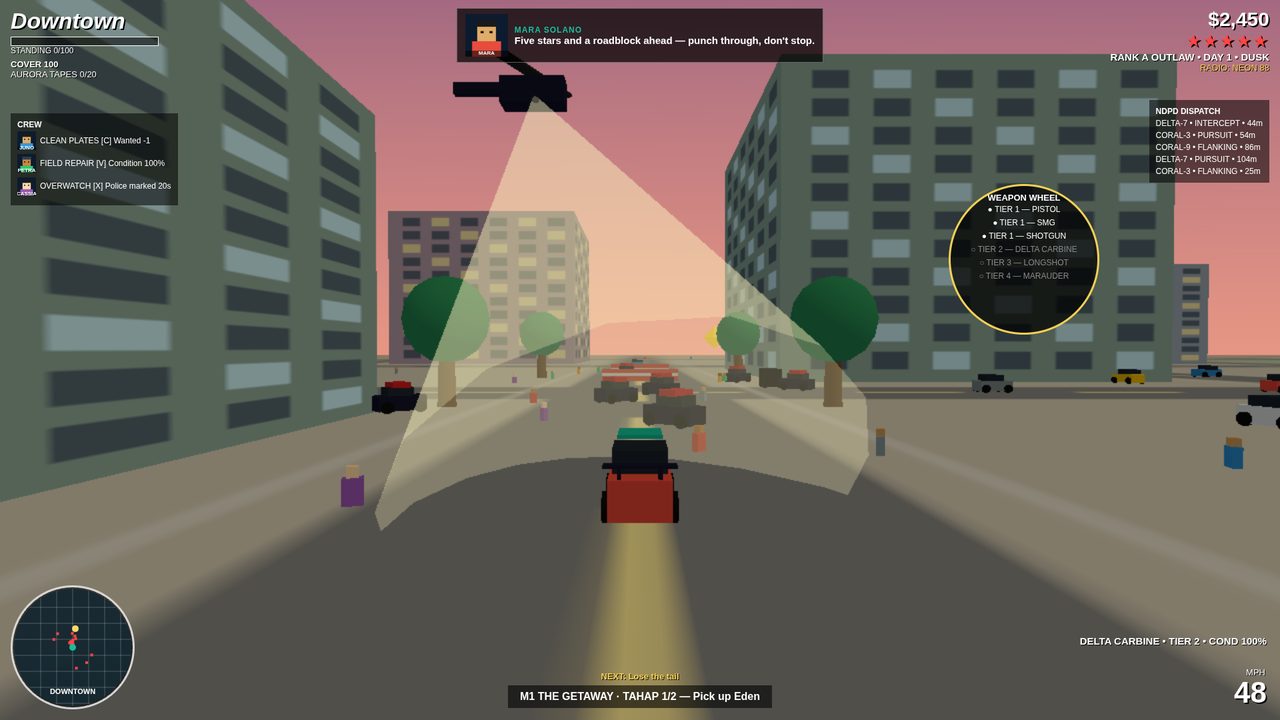 Downtown
STANDING 0/100
COVER 100
AURORA TAPES 0/20
CREW
JUNO
CLEAN PLATES [C] Wanted -1
PETRA
FIELD REPAIR [V] Condition 100%
CASSIA
OVERWATCH [X] Police marked 20s
MARA SOLANO
Five stars and a roadblock ahead — punch through, don't stop.
MARA
$2,450
★★★★★
RANK A OUTLAW • DAY 1 • DUSK
RADIO: NEON 88
NDPD DISPATCH
DELTA-7 • INTERCEPT • 44m
CORAL-3 • PURSUIT • 54m
CORAL-9 • FLANKING • 86m
DELTA-7 • PURSUIT • 104m
CORAL-3 • FLANKING • 25m
WEAPON WHEEL
● TIER 1 — PISTOL
● TIER 1 — SMG
● TIER 1 — SHOTGUN
○ TIER 2 — DELTA CARBINE
○ TIER 3 — LONGSHOT
○ TIER 4 — MARAUDER
DOWNTOWN
NEXT: Lose the tail
M1 THE GETAWAY · TAHAP 1/2 — Pick up Eden
DELTA CARBINE • TIER 2 • COND 100%
MPH
48